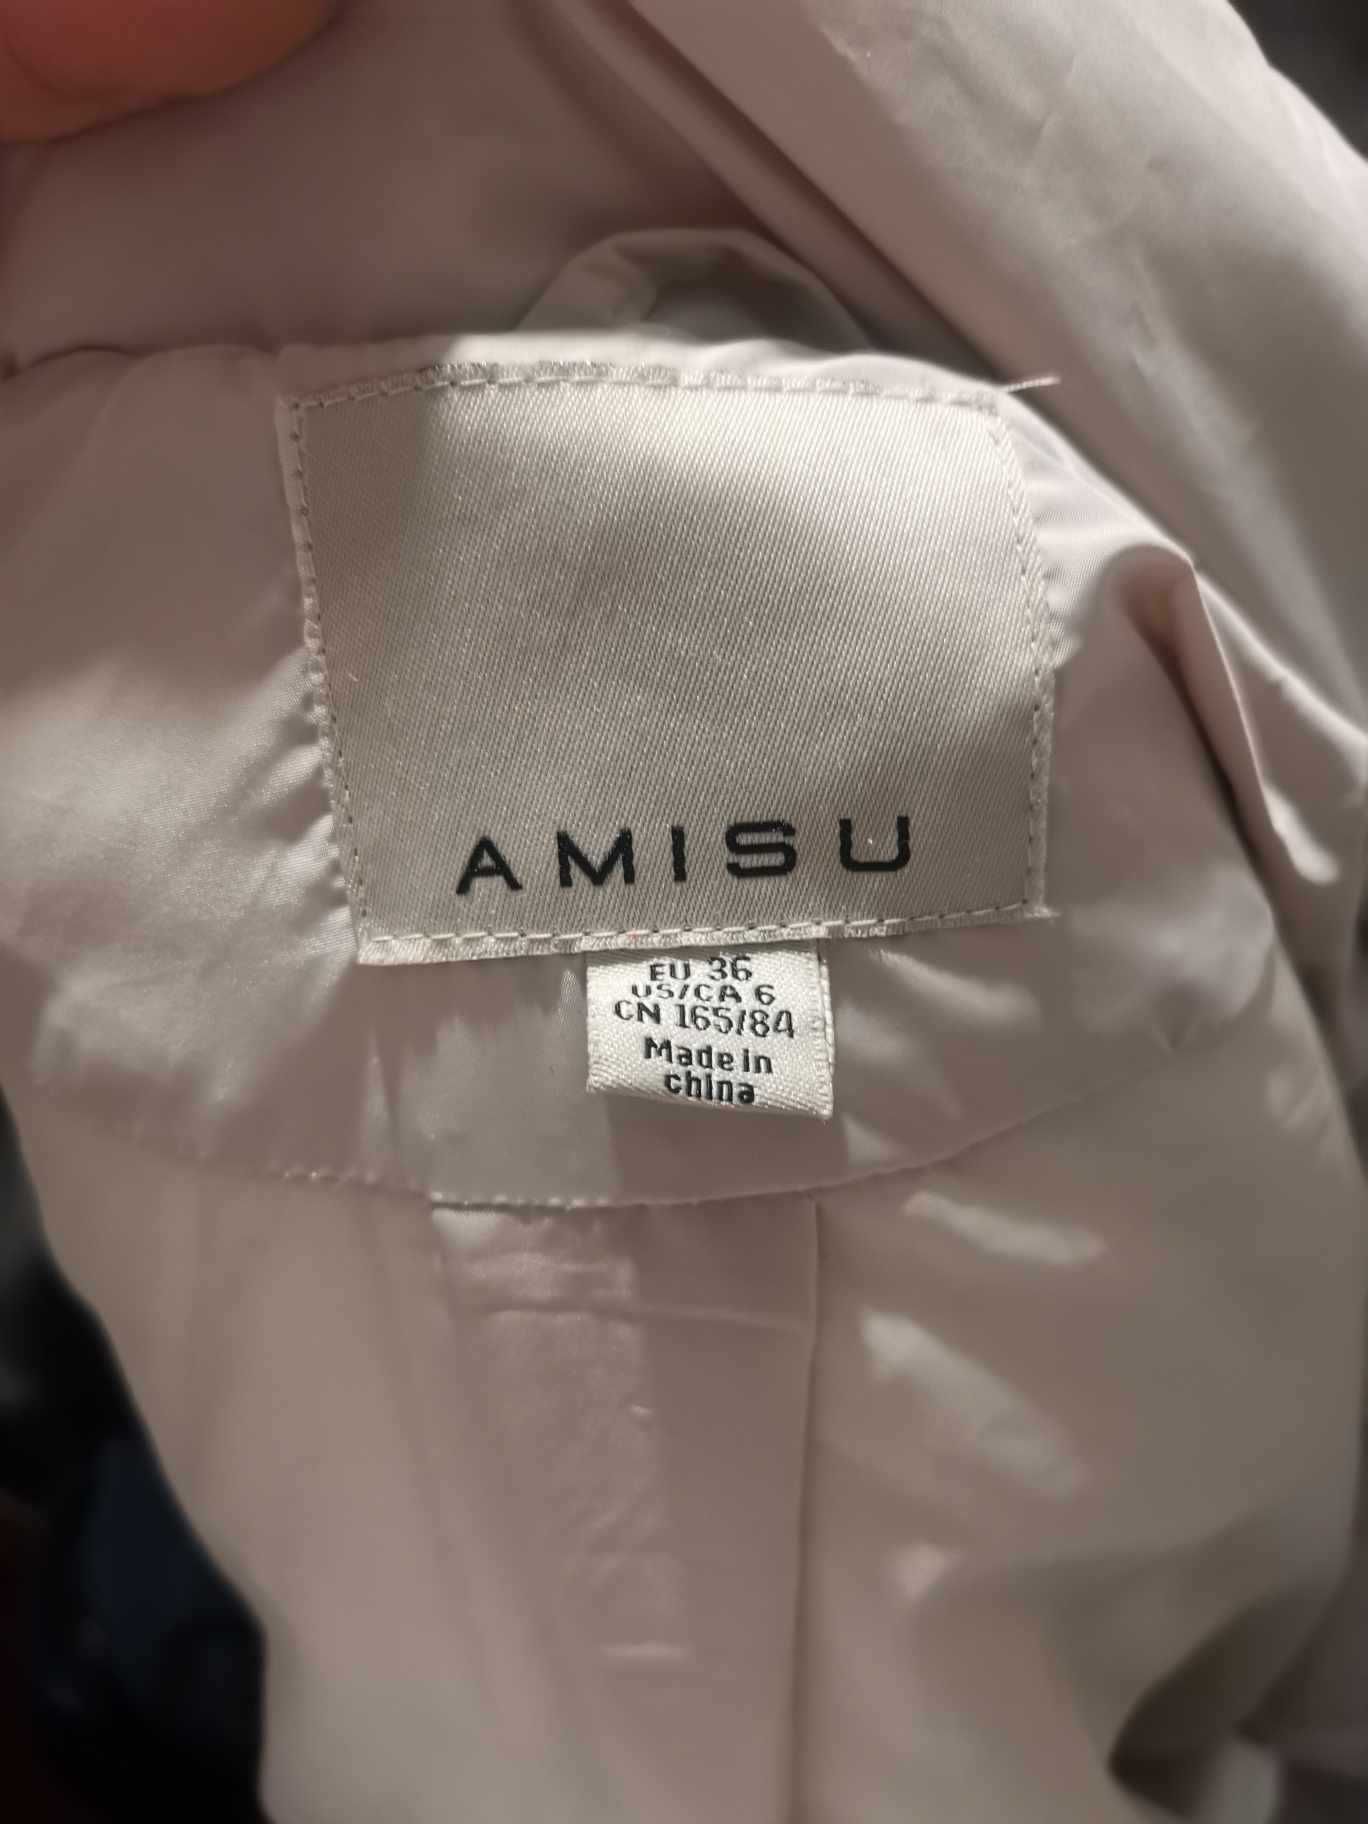 AMISU
EU 36
US/CA 6
CN 165/84
Made in
china